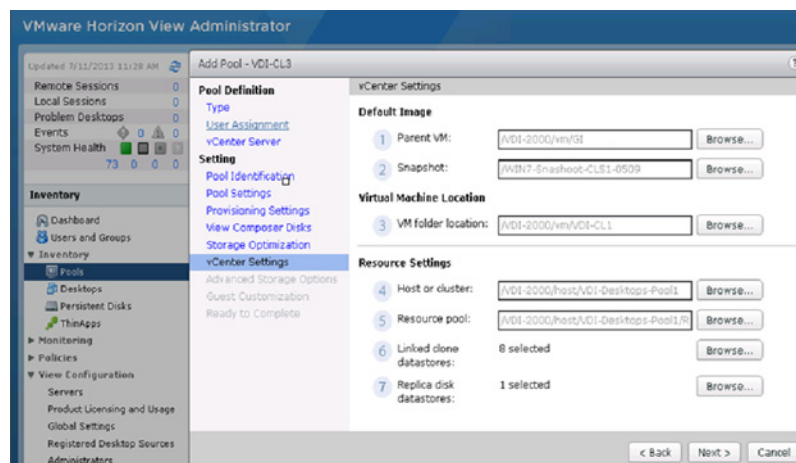 VMware Horizon View Administrator
Updated 7/11/2013 11:28 AM
Remote Sessions 0
Local Sessions 0
Problem Desktops 0
Events 0 0
System Health
73 0 0 0
Inventory
Dashboard
Users and Groups
Inventory
Pools
Desktops
Persistent Disks
ThinApps
Monitoring
Policies
View Configuration
Servers
Product Licensing and Usage
Global Settings
Registered Desktop Sources
Administrators
Add Pool - VDI-CL3
?
Pool Definition
Type
User Assignment
vCenter Server
Setting
Pool Identification
Pool Settings
Provisioning Settings
View Composer Disks
Storage Optimization
vCenter Settings
Advanced Storage Options
Guest Customization
Ready to Complete
vCenter Settings
Default Image
1 Parent VM: /VDI-2000/vm/GI Browse...
2 Snapshot: /WIN7-Snashoot-CLS1-0509 Browse...
Virtual Machine Location
3 VM folder location: /VDI-2000/vm/VDI-CL1 Browse...
Resource Settings
4 Host or cluster: /VDI-2000/host/VDI-Desktops-Pool1 Browse...
5 Resource pool: /VDI-2000/host/VDI-Desktops-Pool1/R Browse...
6 Linked clone datastores: 8 selected Browse...
7 Replica disk datastores: 1 selected Browse...
< Back Next > Cancel